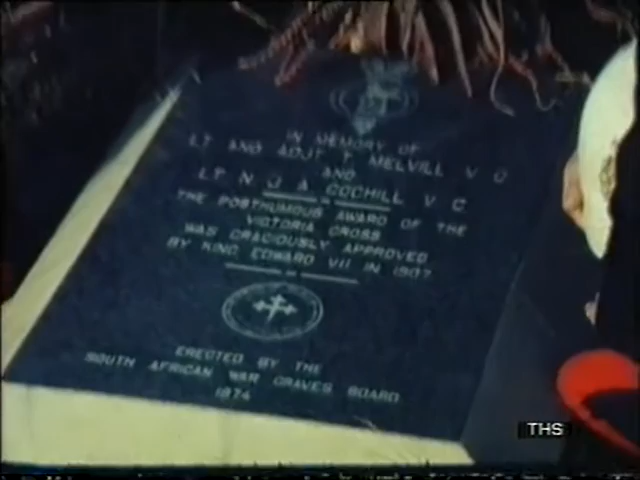 IN MEMORY OF
LT AND ADJT T MELVILL V C
AND
LT N J A COGHILL V C
THE POSTHUMOUS AWARD OF THE
VICTORIA CROSS
WAS GRACIOUSLY APPROVED
BY KING EDWARD VII IN 1907
ERECTED BY THE
SOUTH AFRICAN WAR GRAVES BOARD
1974
THS